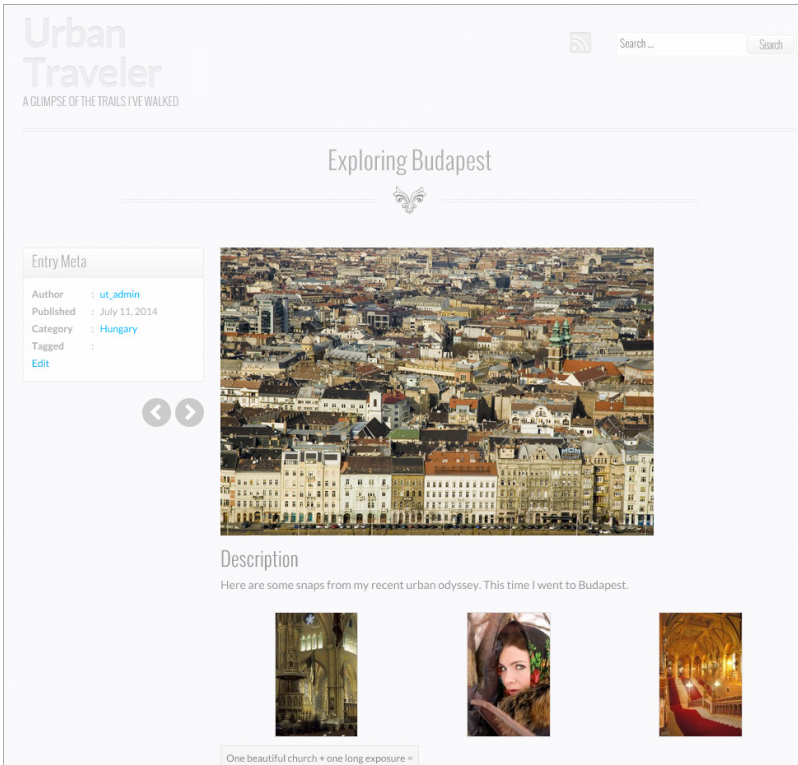 Urban
Traveler
A GLIMPSE OF THE TRAILS I'VE WALKED
Search ...
Search
Exploring Budapest
Entry Meta
Author : ut_admin
Published : July 11, 2014
Category : Hungary
Tagged :
Edit
MOM
Description
Here are some snaps from my recent urban odyssey. This time I went to Budapest.
One beautiful church + one long exposure =